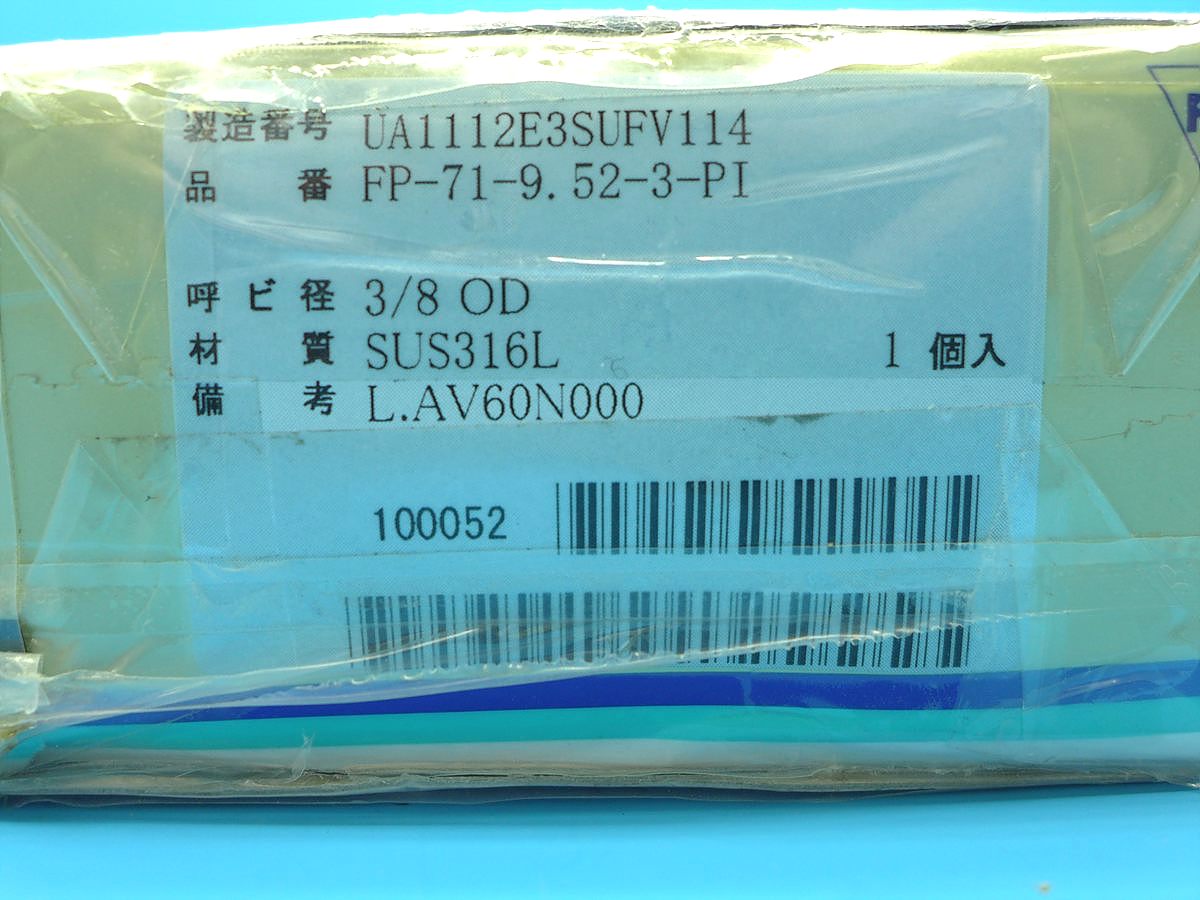 製造番号 UA1112E3SUFV114
品番 FP-71-9.52-3-PI
呼ビ径 3/8 OD
材質 SUS316L 1個入
備考 L.AV60N000
100052